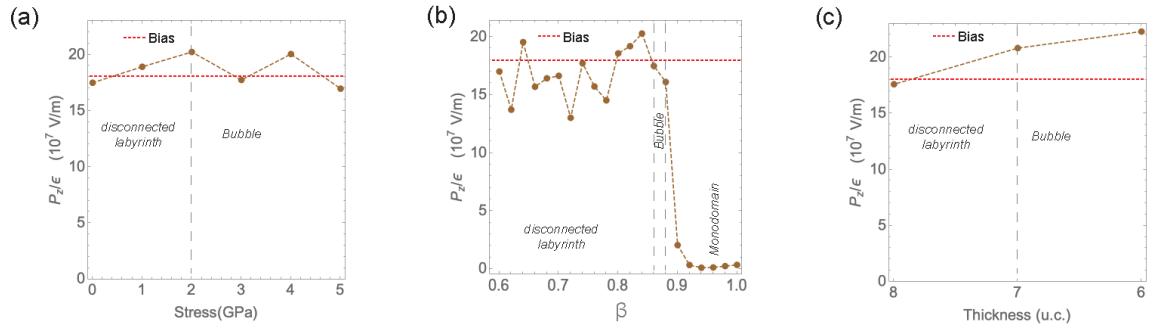 (a)
Bias
20
15
10
5
0
P_z/ϵ (10^7 V/m)
disconnected
labyrinth
Bubble
0 1 2 3 4 5
Stress(GPa)
(b)
Bias
20
15
10
5
0
P_z/ϵ (10^7 V/m)
disconnected
labyrinth
Bubble
Monodomain
0.6 0.7 0.8 0.9 1.0
β
(c)
Bias
20
15
10
5
0
P_z/ϵ (10^7 V/m)
disconnected
labyrinth
Bubble
8 7 6
Thickness (u.c.)